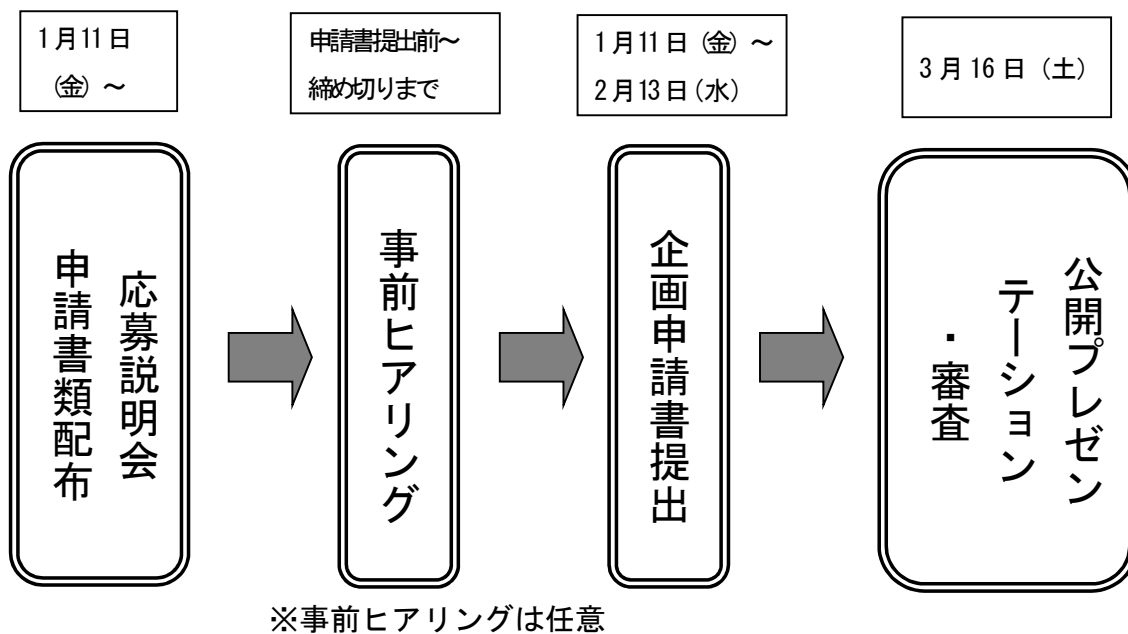 1月11日
(金) ～
申請書提出前～
締め切りまで
1月11日(金) ～
2月13日(水)
3月16日（土）
応募説明会
申請書類配布
事前ヒアリング
企画申請書提出
公開プレゼン
テーション
・審査
※事前ヒアリングは任意